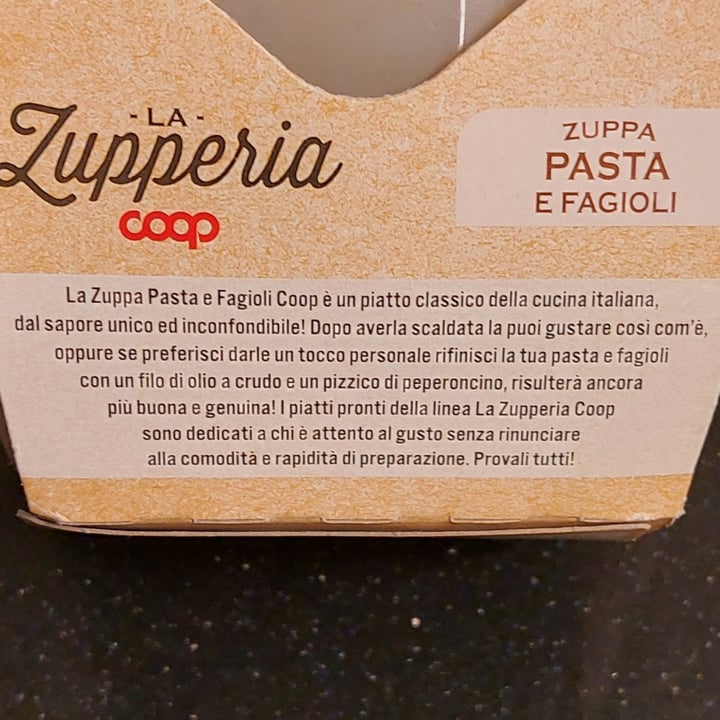 - LA -
Zupperia
coop
ZUPPA
PASTA
E FAGIOLI
La Zuppa Pasta e Fagioli Coop è un piatto classico della cucina italiana,
dal sapore unico ed inconfondibile! Dopo averla scaldata la puoi gustare così com'è,
oppure se preferisci darle un tocco personale rifinisci la tua pasta e fagioli
con un filo di olio a crudo e un pizzico di peperoncino, risulterà ancora
più buona e genuina! I piatti pronti della linea La Zupperia Coop
sono dedicati a chi è attento al gusto senza rinunciare
alla comodità e rapidità di preparazione. Provali tutti!